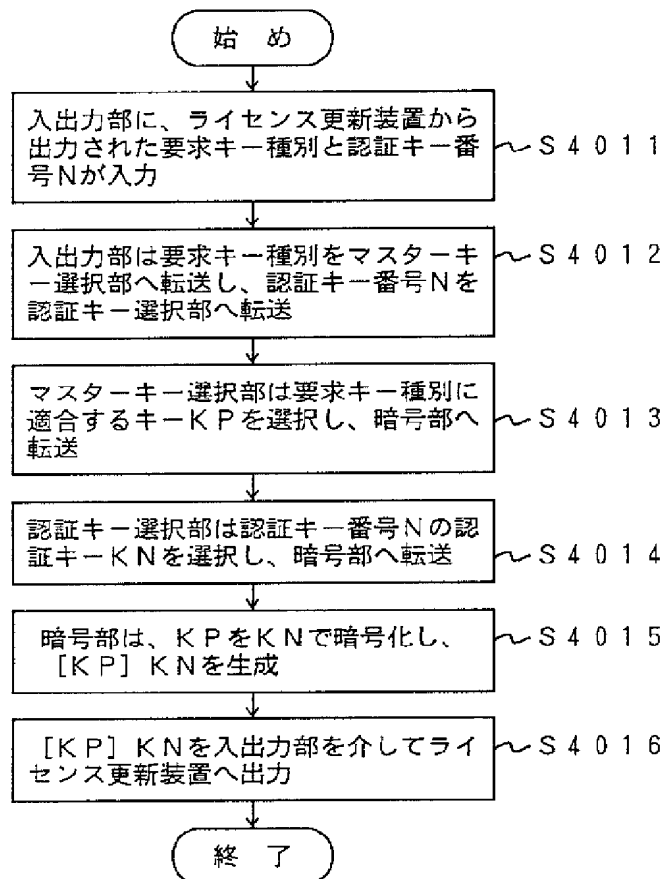 始 め
入出力部に、ライセンス更新装置から
出力された要求キー種別と認証キー番
号Nが入力
S4011
入出力部は要求キー種別をマスターキ
ー選択部へ転送し、認証キー番号Nを
認証キー選択部へ転送
S4012
マスターキー選択部は要求キー種別に
適合するキーKPを選択し、暗号部へ
転送
S4013
認証キー選択部は認証キー番号Nの認
証キーKNを選択し、暗号部へ転送
S4014
暗号部は、KPをKNで暗号化し、
[KP] KNを生成
S4015
[KP] KNを入出力部を介してライ
センス更新装置へ出力
S4016
終 了